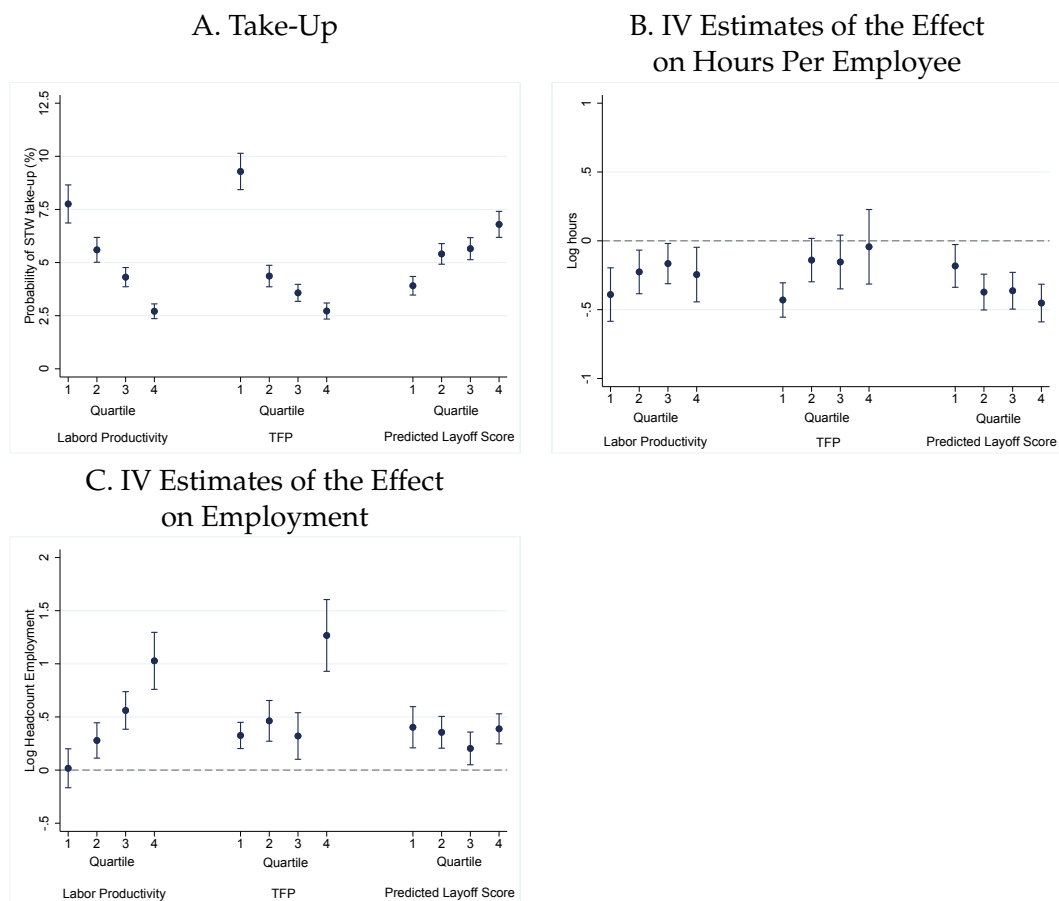 A. Take-Up
Probability of STW take-up (%)
12.5
10
7.5
5
2.5
0
1 2 3 4 1 2 3 4 1 2 3 4
Quartile Quartile Quartile
Labord Productivity TFP Predicted Layoff Score
B. IV Estimates of the Effect
on Hours Per Employee
Log hours
1
.5
0
-.5
-1
1 2 3 4 1 2 3 4 1 2 3 4
Quartile Quartile Quartile
Labor Productivity TFP Predicted Layoff Score
C. IV Estimates of the Effect
on Employment
Log Headcount Employment
2
1.5
1
.5
0
-.5
1 2 3 4 1 2 3 4 1 2 3 4
Quartile Quartile Quartile
Labor Productivity TFP Predicted Layoff Score